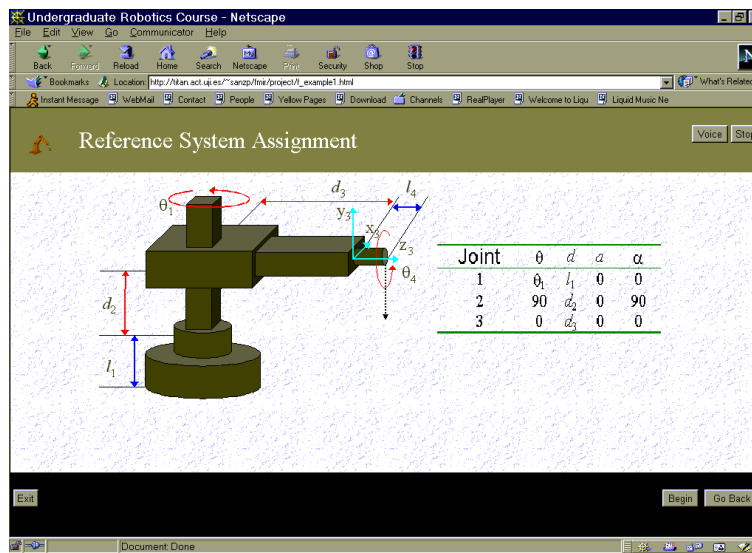 Undergraduate Robotics Course - Netscape
File Edit View Go Communicator Help
Back Forward Reload Home Search Netscape Print Security Shop Stop
Bookmarks Location: http://titan.act.uji.es/~sanzp/fmir/project/f_example1.html What's Related
Instant Message WebMail Contact People Yellow Pages Download Channels RealPlayer Welcome to Liqu Liquid Music Ne
Reference System Assignment
Voice Stop
d3 l4
θ1
y3
x3
z3
θ4
d2
l1
Joint θ d a α
1 θ1 l1 0 0
2 90 d2 0 90
3 0 d3 0 0
Exit Begin Go Back
Document: Done